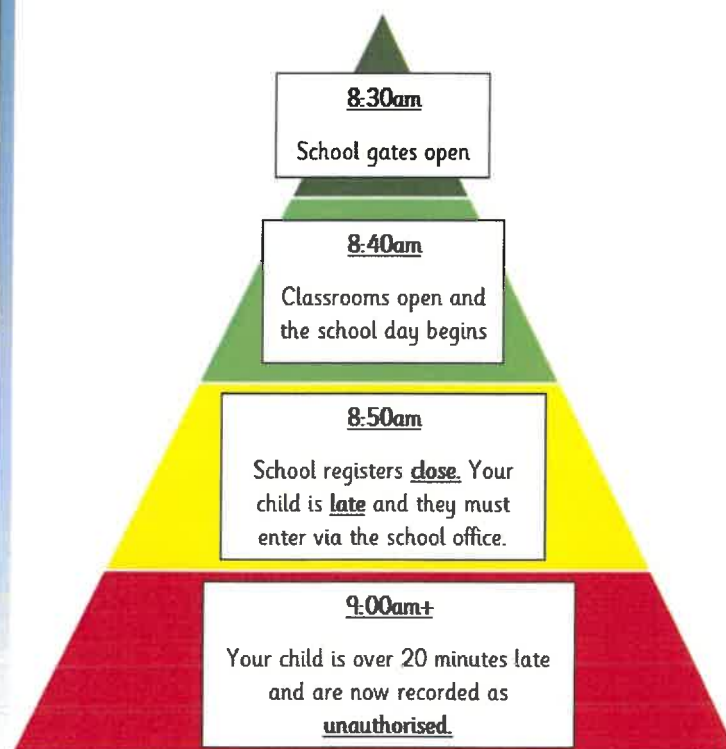 8:30am
School gates open
8:40am
Classrooms open and
the school day begins
8:50am
School registers close. Your
child is late and they must
enter via the school office.
9:00am+
Your child is over 20 minutes late
and are now recorded as
unauthorised.